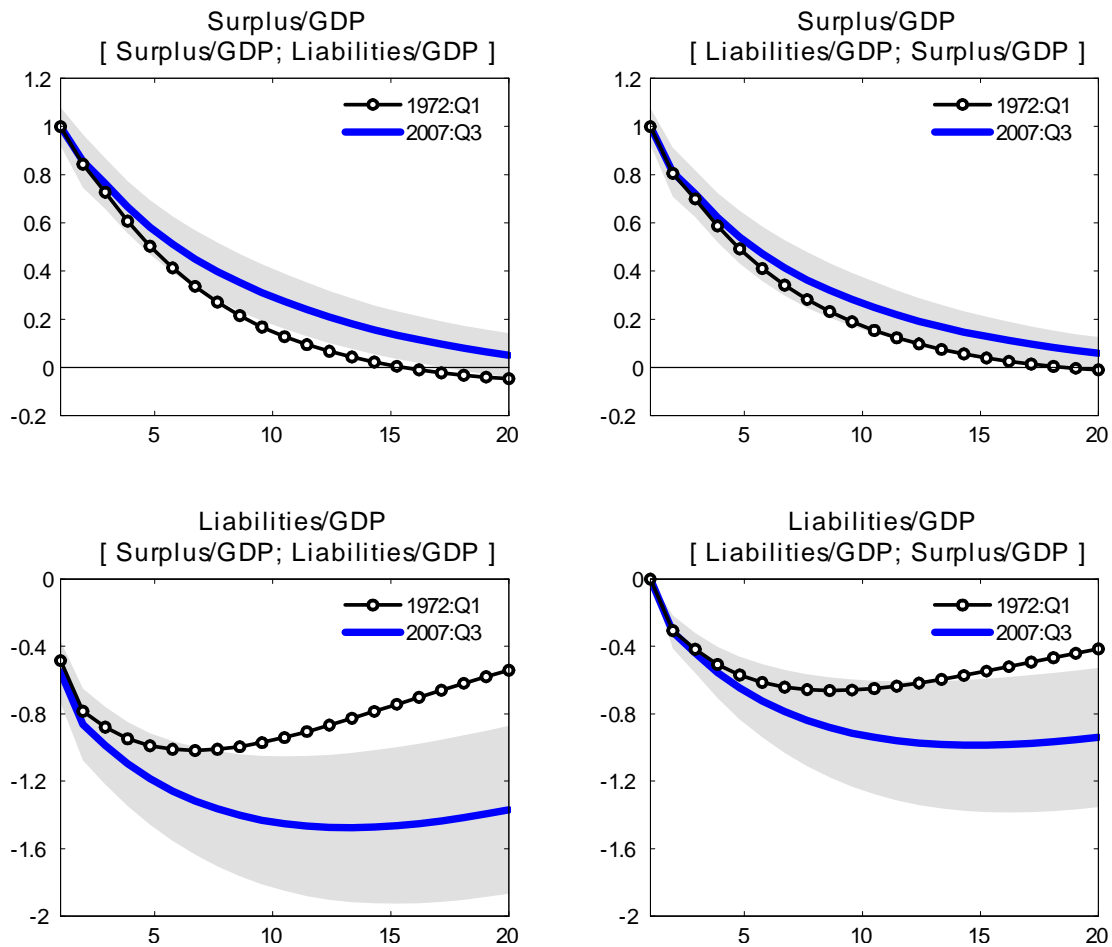 Surplus/GDP
[ Surplus/GDP; Liabilities/GDP ]
1.2
1
0.8
0.6
0.4
0.2
0
-0.2
5
10
15
20
1972:Q1
2007:Q3
Surplus/GDP
[ Liabilities/GDP; Surplus/GDP ]
1.2
1
0.8
0.6
0.4
0.2
0
-0.2
5
10
15
20
1972:Q1
2007:Q3
Liabilities/GDP
[ Surplus/GDP; Liabilities/GDP ]
0
-0.4
-0.8
-1.2
-1.6
-2
5
10
15
20
1972:Q1
2007:Q3
Liabilities/GDP
[ Liabilities/GDP; Surplus/GDP ]
0
-0.4
-0.8
-1.2
-1.6
-2
5
10
15
20
1972:Q1
2007:Q3